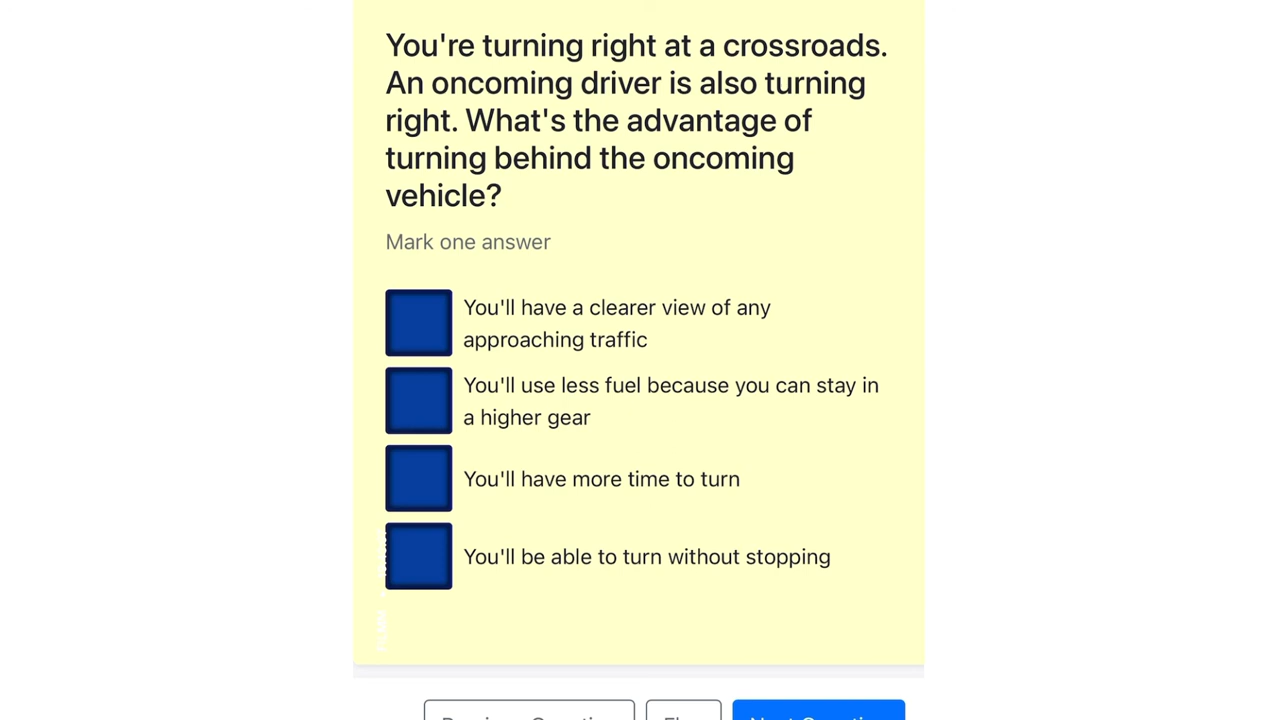 You're turning right at a crossroads.
An oncoming driver is also turning
right. What's the advantage of
turning behind the oncoming
vehicle?
Mark one answer
You'll have a clearer view of any
approaching traffic
You'll use less fuel because you can stay in
a higher gear
You'll have more time to turn
You'll be able to turn without stopping